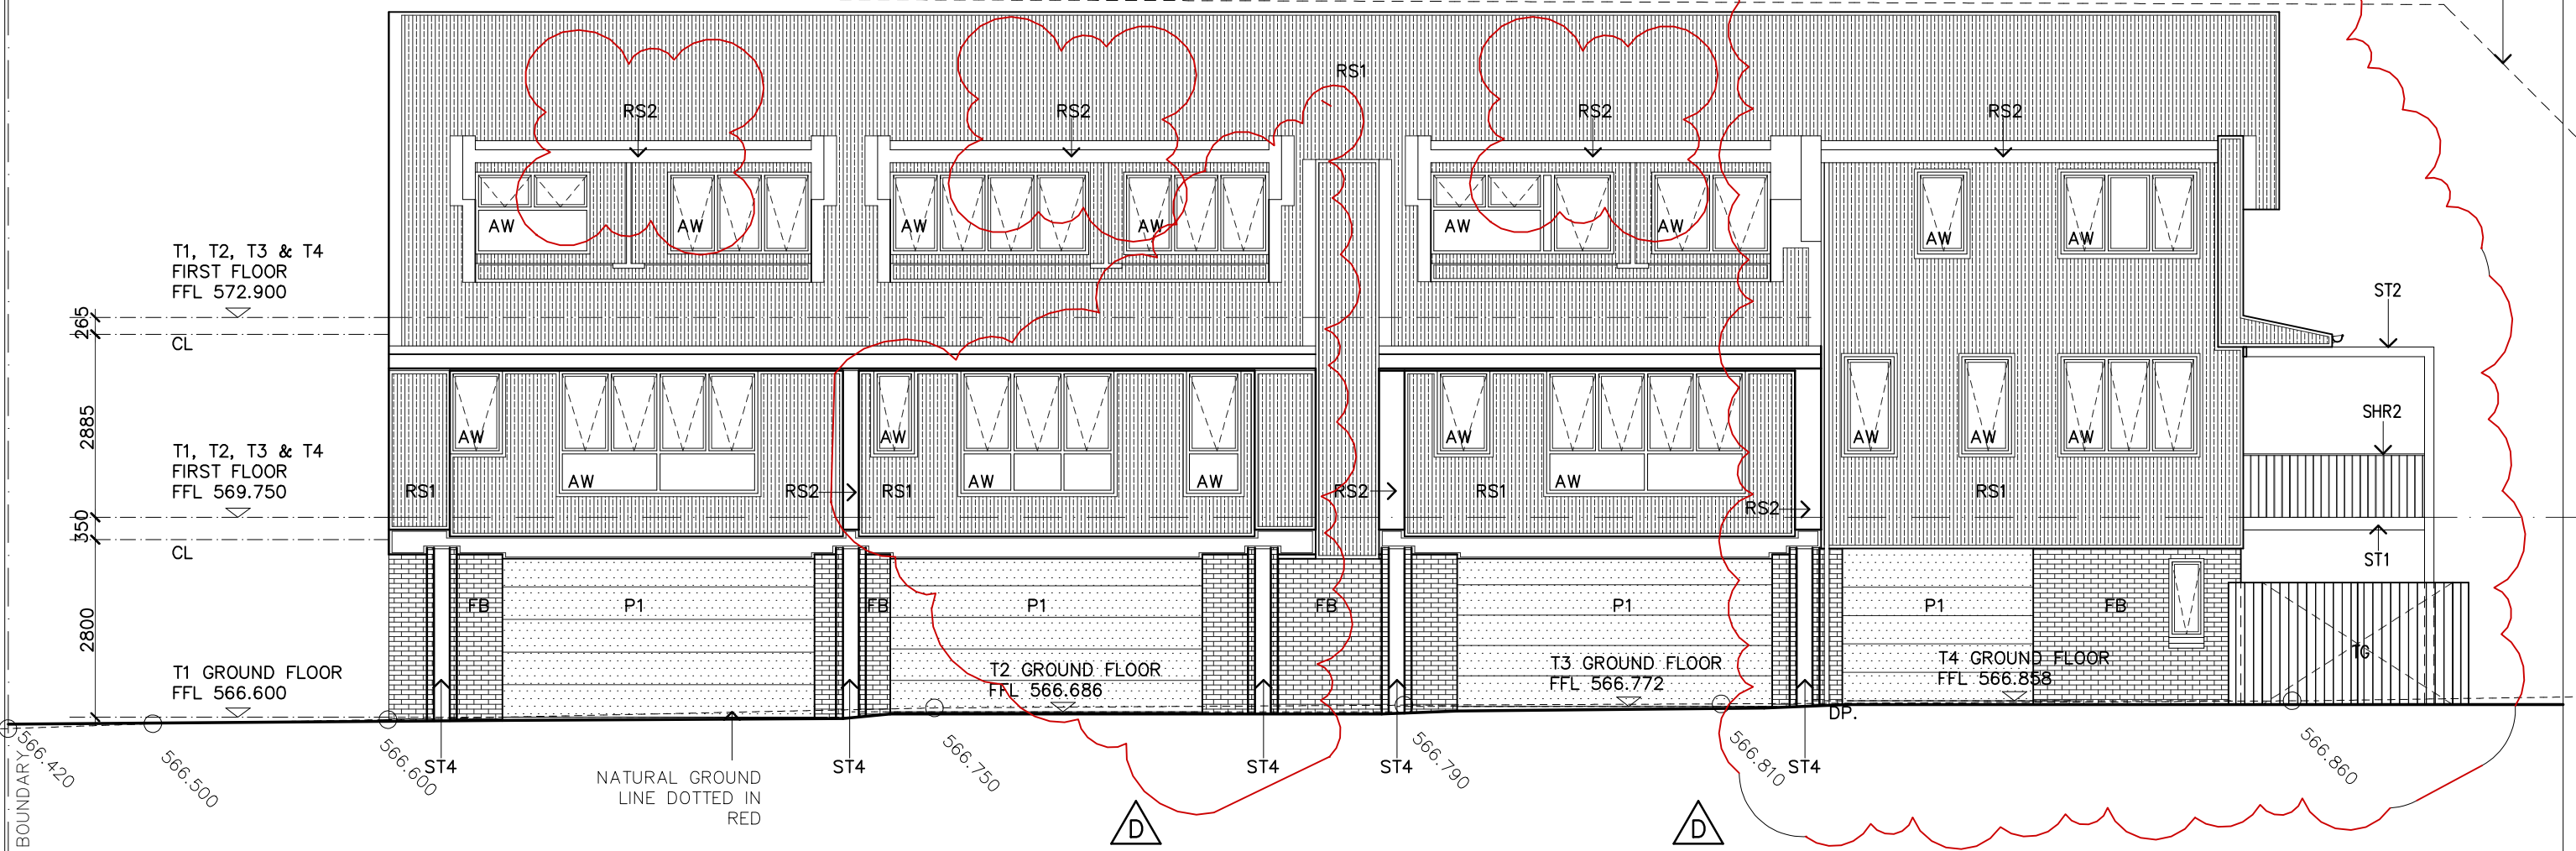 RS1
RS2
RS2
RS2
RS2
AW
AW
AW
AW
AW
AW
AW
AW
T1, T2, T3 & T4
FIRST FLOOR
FFL 572.900
265
CL
ST2
2885
SHR2
AW
AW
AW
AW
AW
AW
AW
AW
AW
AW
T1, T2, T3 & T4
FIRST FLOOR
FFL 569.750
RS1
RS2
RS1
RS2
RS1
RS2
RS1
350
CL
ST1
2800
FB
P1
FB
P1
FB
P1
P1
FB
TG
T1 GROUND FLOOR
FFL 566.600
T2 GROUND FLOOR
FFL 566.686
T3 GROUND FLOOR
FFL 566.772
T4 GROUND FLOOR
FFL 566.858
DP.
566.420
566.500
566.600
566.750
566.790
566.810
566.860
ST4
ST4
ST4
ST4
ST4
BOUNDARY
NATURAL GROUND
LINE DOTTED IN
RED
D
D